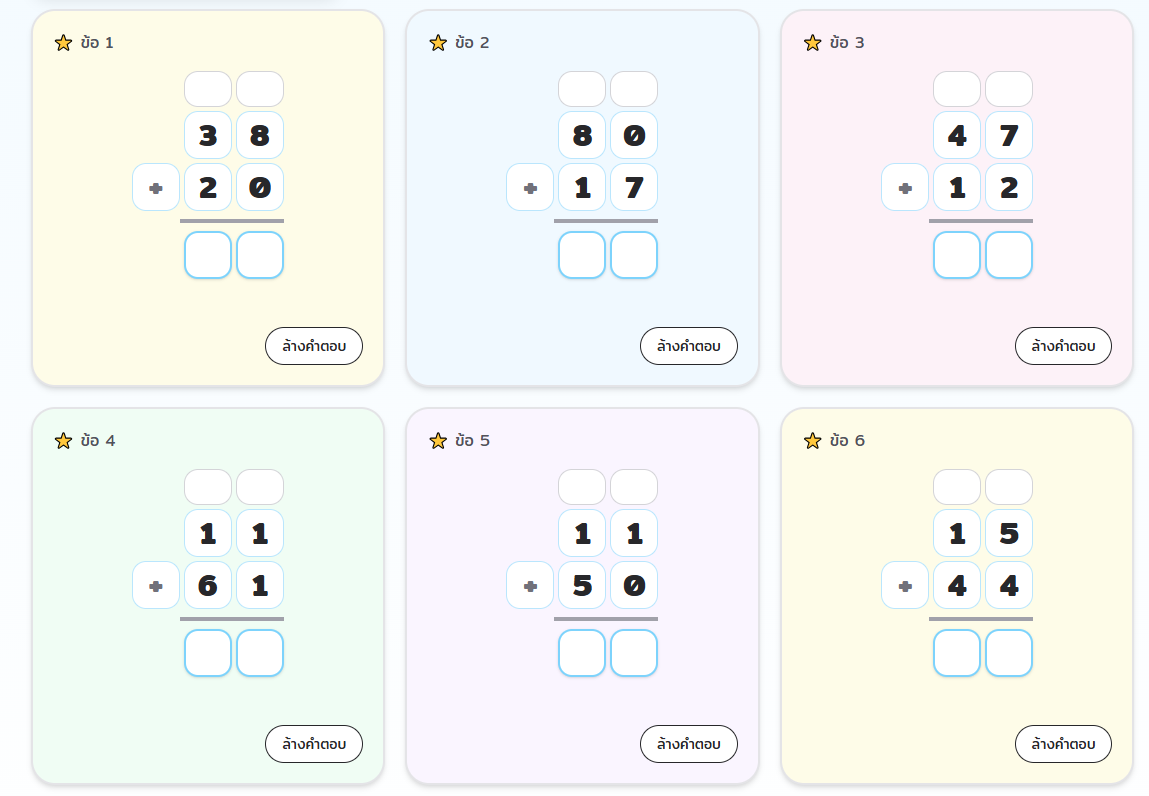 ข้อ 1
3 8
+ 2 0
ล้างคำตอบ
ข้อ 2
8 0
+ 1 7
ล้างคำตอบ
ข้อ 3
4 7
+ 1 2
ล้างคำตอบ
ข้อ 4
1 1
+ 6 1
ล้างคำตอบ
ข้อ 5
1 1
+ 5 0
ล้างคำตอบ
ข้อ 6
1 5
+ 4 4
ล้างคำตอบ